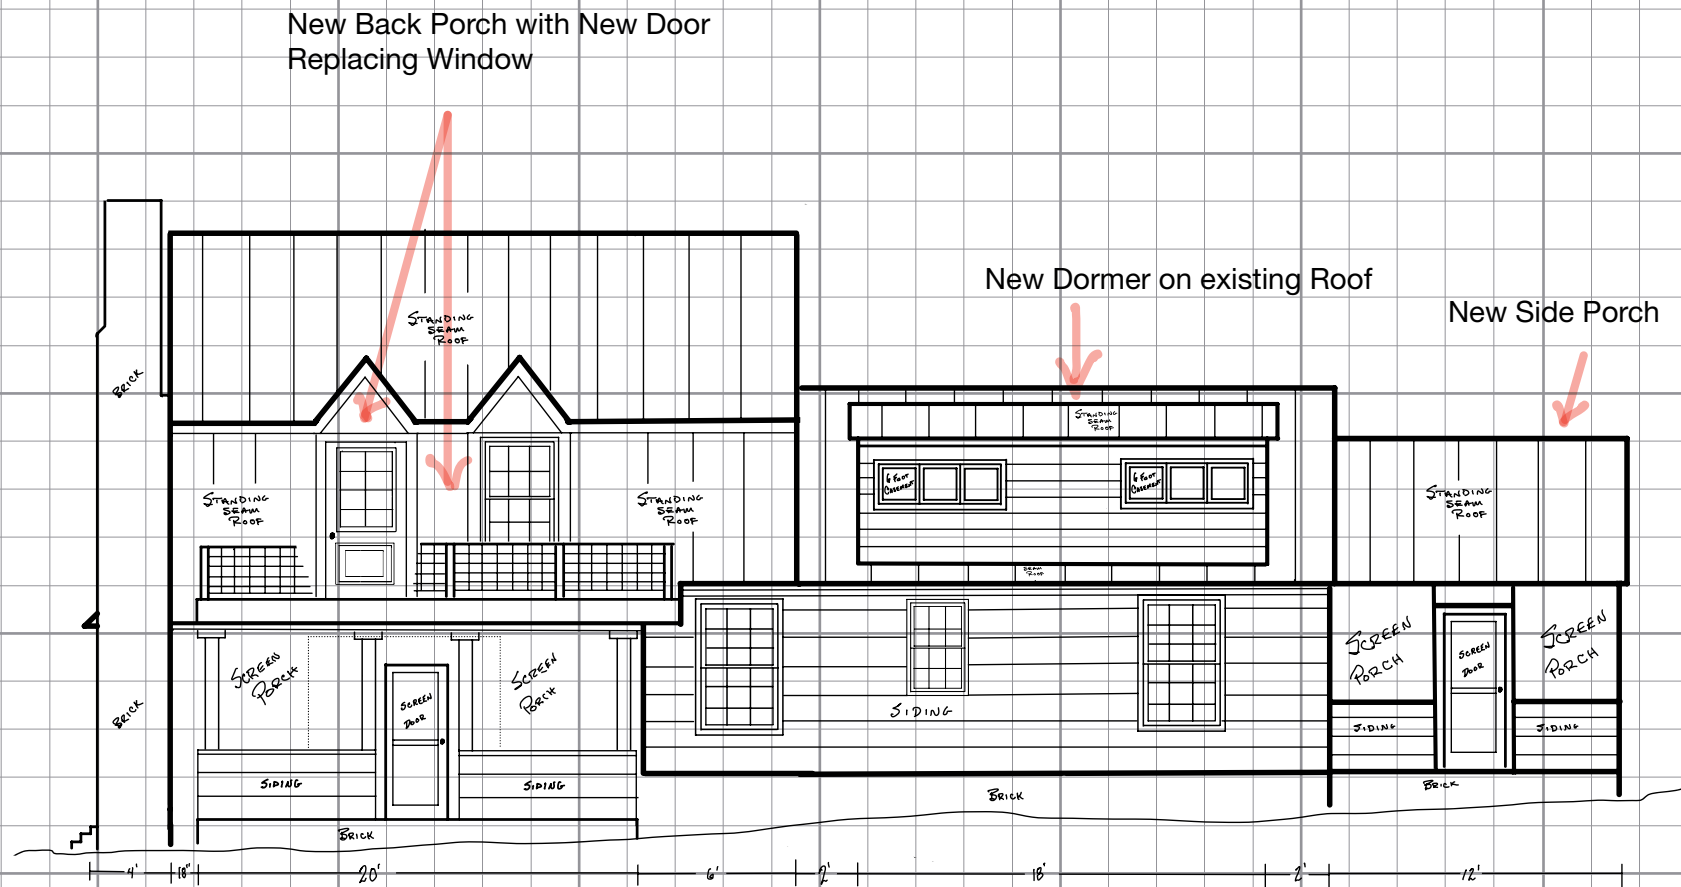 New Back Porch with New Door
Replacing Window
New Dormer on existing Roof
New Side Porch
STANDING
SEAM
ROOF
BRICK
STANDING
SEAM
ROOF
6 FOOT
CASEMENT
6 FOOT
CASEMENT
STANDING
SEAM
ROOF
STANDING
SEAM
ROOF
STANDING
SEAM
ROOF
SEAM
ROOF
SCREEN
PORCH
SCREEN
DOOR
SCREEN
PORCH
SCREEN
PORCH
SCREEN
DOOR
SCREEN
PORCH
BRICK
SIDING
SIDING
SIDING
SIDING
SIDING
BRICK
BRICK
BRICK
4' 18" 20' 6' 2' 18' 2' 12'